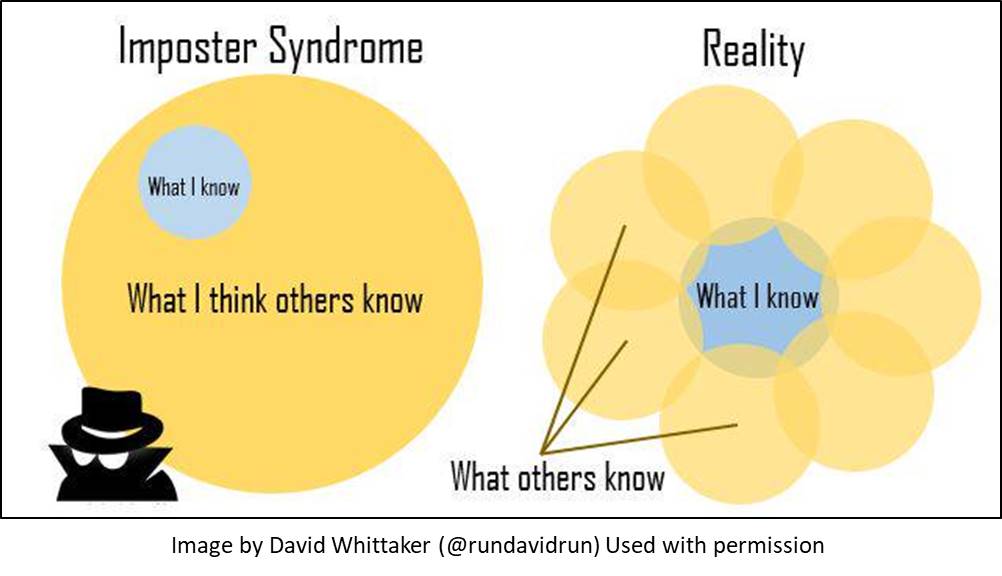 Imposter Syndrome
What I know
What I think others know
Reality
What I know
What others know
Image by David Whittaker (@rundavidrun) Used with permission